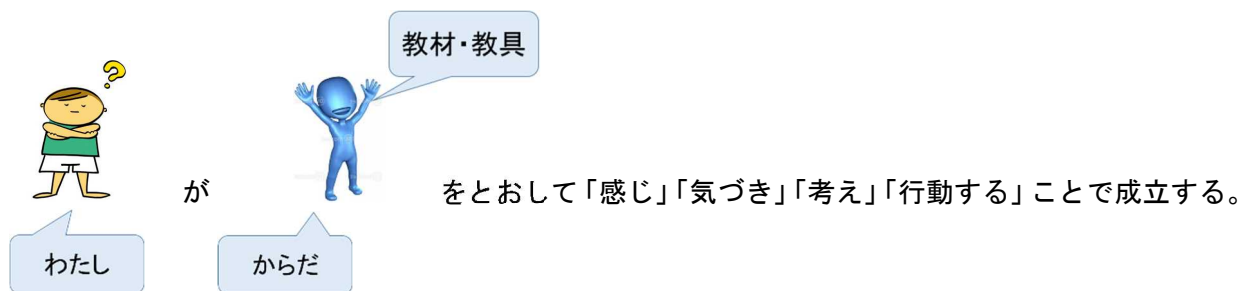 教材・教具
が
をとおして「感じ」「気づき」「考え」「行動する」ことで成立する。
わたし
からだ